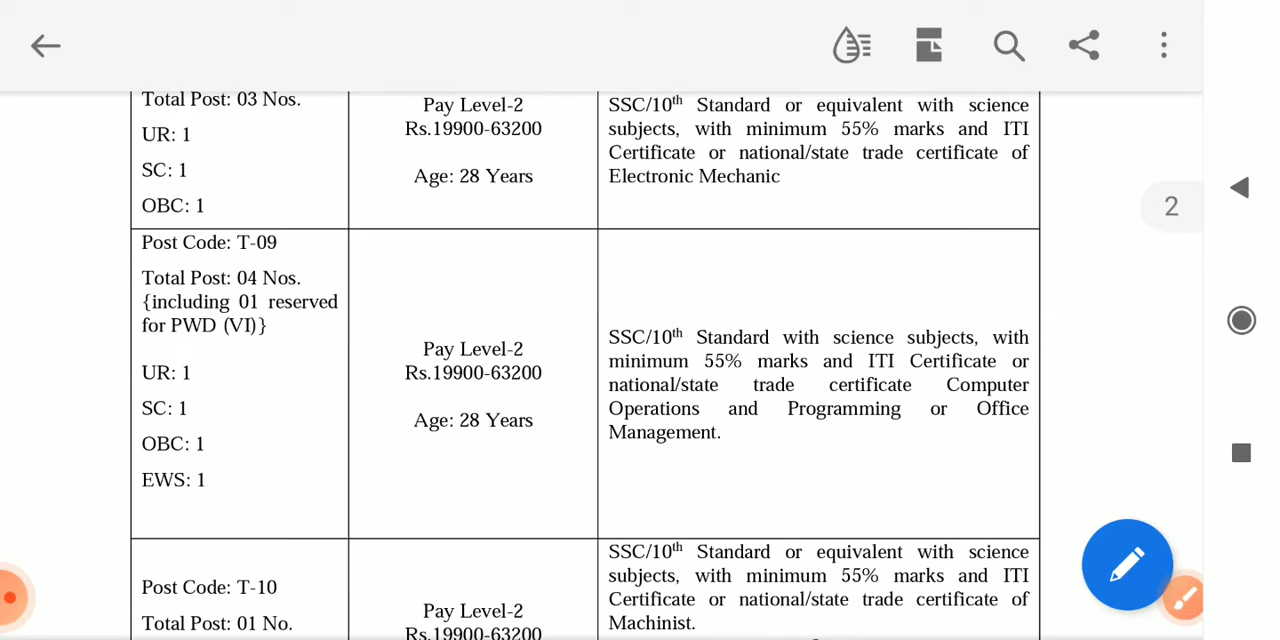 Total Post: 03 Nos.
UR: 1
SC: 1
OBC: 1
Pay Level-2
Rs.19900-63200
Age: 28 Years
SSC/10th Standard or equivalent with science
subjects, with minimum 55% marks and ITI
Certificate or national/state trade certificate of
Electronic Mechanic
2
Post Code: T-09
Total Post: 04 Nos.
{including 01 reserved
for PWD (VI)}
UR: 1
SC: 1
OBC: 1
EWS: 1
Pay Level-2
Rs.19900-63200
Age: 28 Years
SSC/10th Standard with science subjects, with
minimum 55% marks and ITI Certificate or
national/state trade certificate Computer
Operations and Programming or Office
Management.
Post Code: T-10
Total Post: 01 No.
Pay Level-2
Rs.19900-63200
SSC/10th Standard or equivalent with science
subjects, with minimum 55% marks and ITI
Certificate or national/state trade certificate of
Machinist.